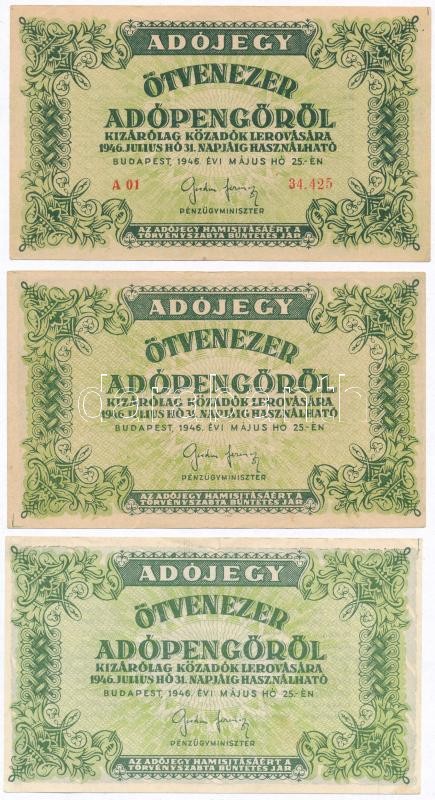 ADÓJEGY
ÖTVENEZER
ADÓPENGŐRŐL
KIZÁRÓLAG KÖZADÓK LEROVÁSÁRA
1946. JULIUS HÓ 31. NAPJÁIG HASZNÁLHATÓ
BUDAPEST, 1946. ÉVI MÁJUS HÓ 25.-ÉN
A 01 34.425
PÉNZÜGYMINISZTER
AZ ADÓJEGY HAMISITÁSÁÉRT A
TÖRVÉNYSZABTA BÜNTETÉS JÁR
ADÓJEGY
ÖTVENEZER
ADÓPENGŐRŐL
KIZÁRÓLAG KÖZADÓK LEROVÁSÁRA
1946. JULIUS HÓ 31. NAPJÁIG HASZNÁLHATÓ
BUDAPEST, 1946. ÉVI MÁJUS HÓ 25.-ÉN
PÉNZÜGYMINISZTER
AZ ADÓJEGY HAMISITÁSÁÉRT A
TÖRVÉNYSZABTA BÜNTETÉS JÁR
ADÓJEGY
ÖTVENEZER
ADÓPENGŐRŐL
KIZÁRÓLAG KÖZADÓK LEROVÁSÁRA
1946. JULIUS HÓ 31. NAPJÁIG HASZNÁLHATÓ
BUDAPEST, 1946. ÉVI MÁJUS HÓ 25.-ÉN
PÉNZÜGYMINISZTER
AZ ADÓJEGY HAMISITÁSÁÉRT A
TÖRVÉNYSZABTA BÜNTETÉS JÁR